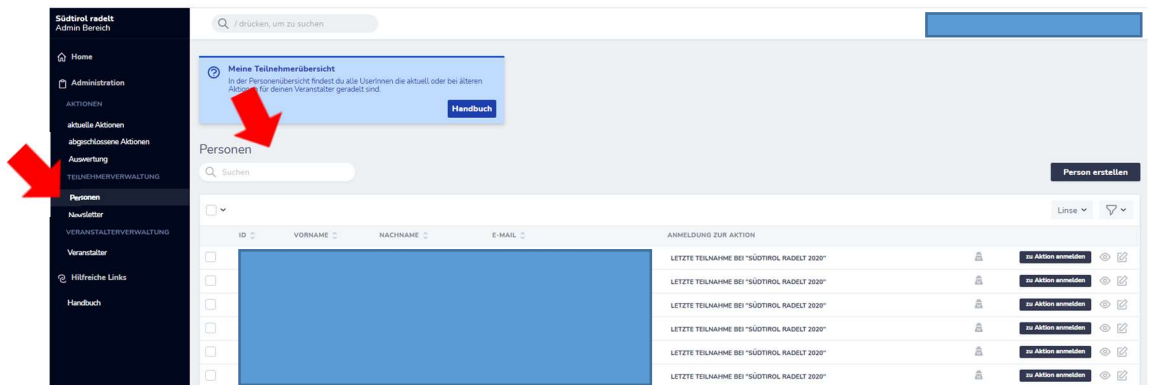 Südtirol radelt
Admin Bereich
/ drücken, um zu suchen
Home
Administration
AKTIONEN
aktuelle Aktionen
abgeschlossene Aktionen
Auswertung
TEILNEHMERVERWALTUNG
Personen
Newsletter
VERANSTALTERVERWALTUNG
Veranstalter
Hilfreiche Links
Handbuch
Meine Teilnehmerübersicht
In der Personenübersicht findest du alle UserInnen die aktuell oder bei älteren
Aktionen für deinen Veranstalter geradelt sind.
Handbuch
Personen
Suchen
Person erstellen
Linse
ID VORNAME NACHNAME E-MAIL ANMELDUNG ZUR AKTION
LETZTE TEILNAHME BEI "SÜDTIROL RADELT 2020" zu Aktion anmelden
LETZTE TEILNAHME BEI "SÜDTIROL RADELT 2020" zu Aktion anmelden
LETZTE TEILNAHME BEI "SÜDTIROL RADELT 2020" zu Aktion anmelden
LETZTE TEILNAHME BEI "SÜDTIROL RADELT 2020" zu Aktion anmelden
LETZTE TEILNAHME BEI "SÜDTIROL RADELT 2020" zu Aktion anmelden
LETZTE TEILNAHME BEI "SÜDTIROL RADELT 2020" zu Aktion anmelden